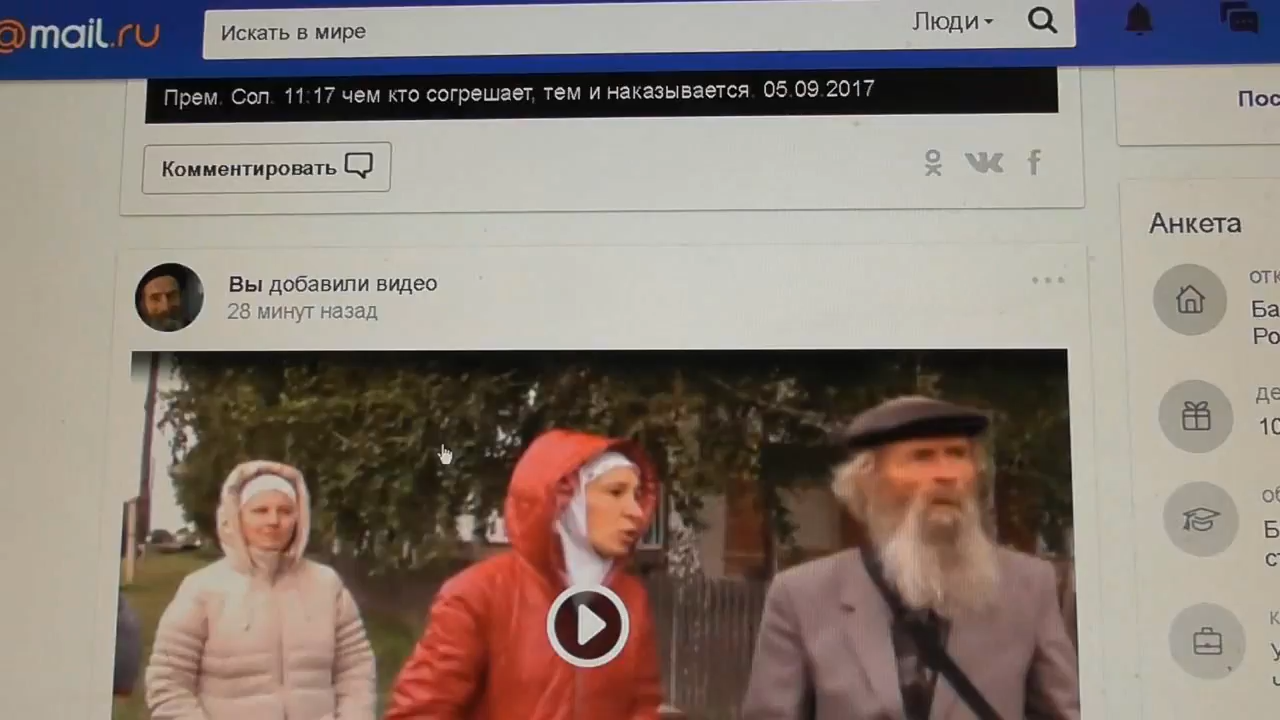 @mail.ru
Искать в мире
Люди
Прем. Сол. 11:17 чем кто согрешает, тем и наказывается. 05.09.2017
Комментировать
Вы добавили видео
28 минут назад
Анкета